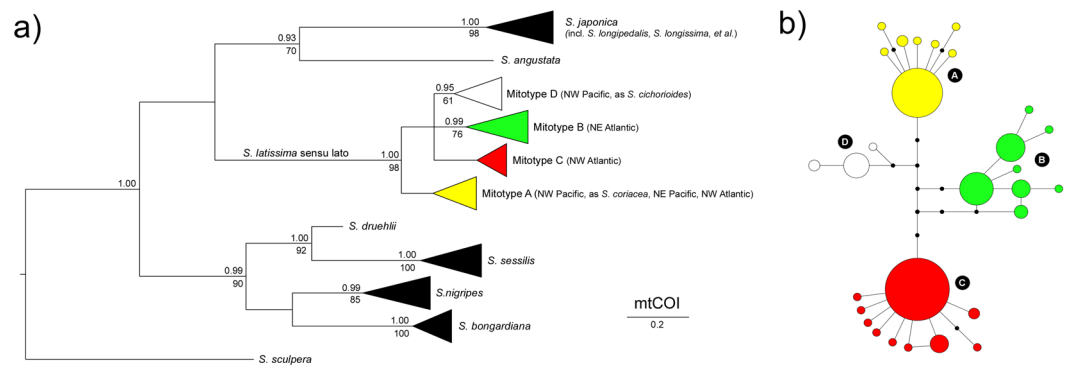 a)
b)
1.00
98
S. japonica
(incl. S. longipedalis, S. longissima, et al.)
0.93
70
S. angustata
0.95
61
Mitotype D (NW Pacific, as S. cichorioides)
0.99
76
Mitotype B (NE Atlantic)
S. latissima sensu lato
1.00
98
Mitotype C (NW Atlantic)
Mitotype A (NW Pacific, as S. coriacea, NE Pacific, NW Atlantic)
1.00
S. druehlii
1.00
92
1.00
100
S. sessilis
0.99
90
0.99
85
S.nigripes
1.00
100
S. bongardiana
S. sculpera
mtCOI
0.2
A
D
B
C